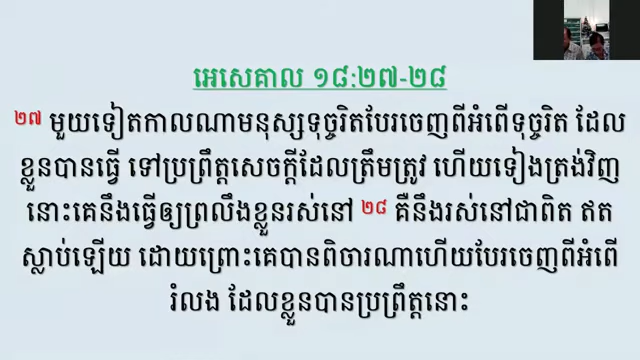 អេសេគាល ១៨:២៧-២៨
២៧ មួយទៀតកាលណាមនុស្សទុច្ចរិតបែរចេញពីអំពើទុច្ចរិត ដែល
ខ្លួនបានធ្វើ ទៅប្រព្រឹត្តសេចក្តីដែលត្រឹមត្រូវ ហើយទៀងត្រង់វិញ
នោះគេនឹងធ្វើឲ្យព្រលឹងខ្លួនរស់នៅ ២៨ គឺនឹងរស់នៅជាពិត ឥត
ស្លាប់ឡើយ ដោយព្រោះគេបានពិចារណាហើយបែរចេញពីអំពើ
រំលង ដែលខ្លួនបានប្រព្រឹត្តនោះ